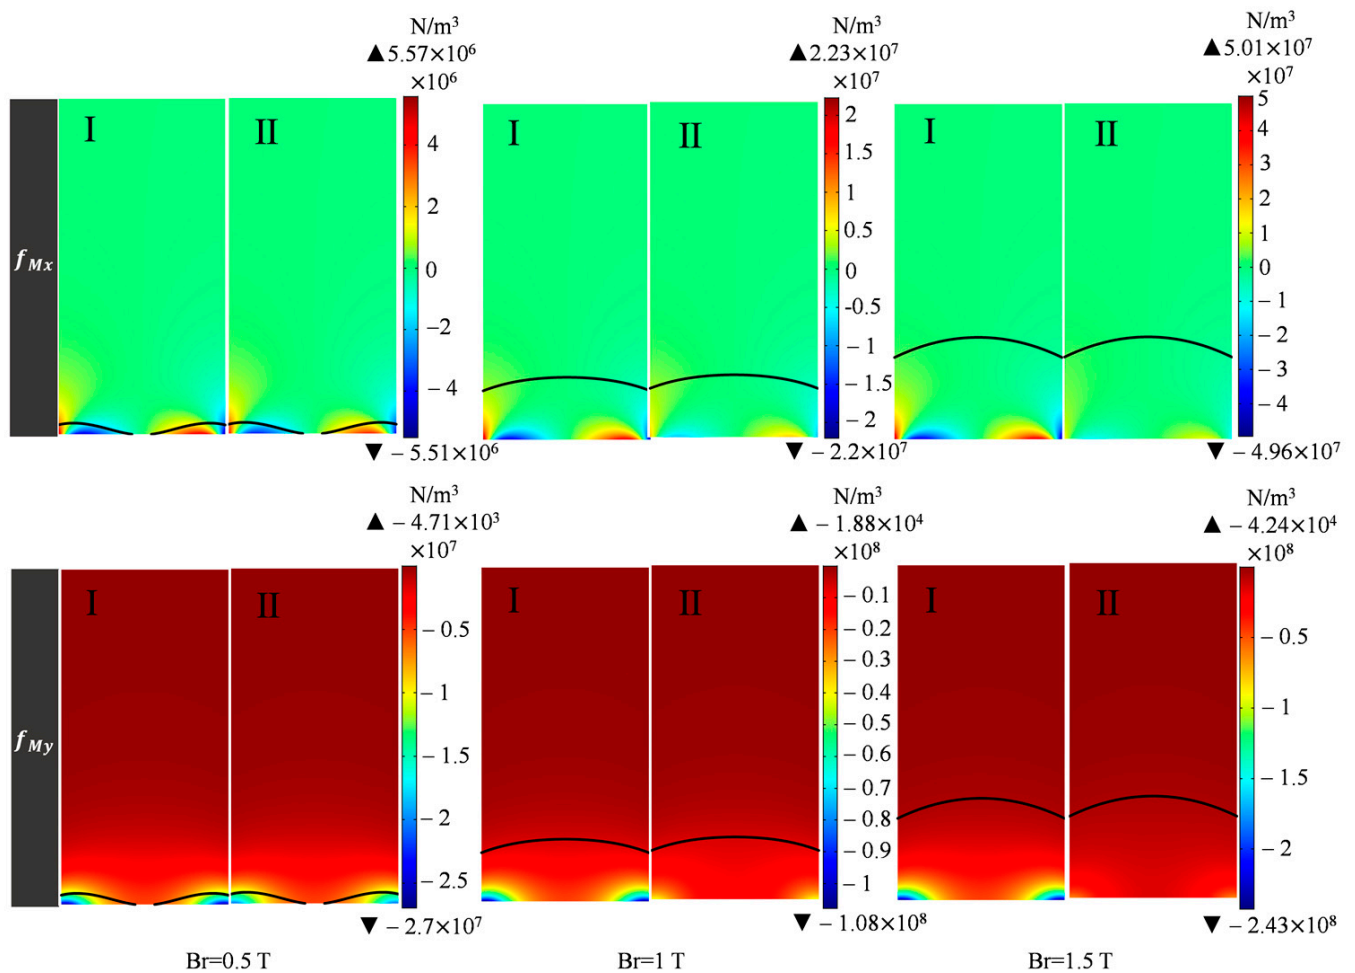 N/m³
▲ 5.57×10⁶
×10⁶
I
II
4
2
0
−2
−4
▼ −5.51×10⁶
N/m³
▲ 2.23×10⁷
×10⁷
I
II
2
1.5
1
0.5
0
-0.5
−1
−1.5
−2
▼ −2.2×10⁷
N/m³
▲ 5.01×10⁷
×10⁷
I
II
5
4
3
2
1
0
−1
−2
−3
−4
▼ −4.96×10⁷
f_Mx
N/m³
▲ −4.71×10³
×10⁷
I
II
−0.5
−1
−1.5
−2
−2.5
▼ −2.7×10⁷
N/m³
▲ −1.88×10⁴
×10⁸
I
II
−0.1
−0.2
−0.3
−0.4
−0.5
−0.6
−0.7
−0.8
−0.9
−1
▼ −1.08×10⁸
N/m³
▲ −4.24×10⁴
×10⁸
I
II
−0.5
−1
−1.5
−2
▼ −2.43×10⁸
f_My
Br=0.5 T
Br=1 T
Br=1.5 T